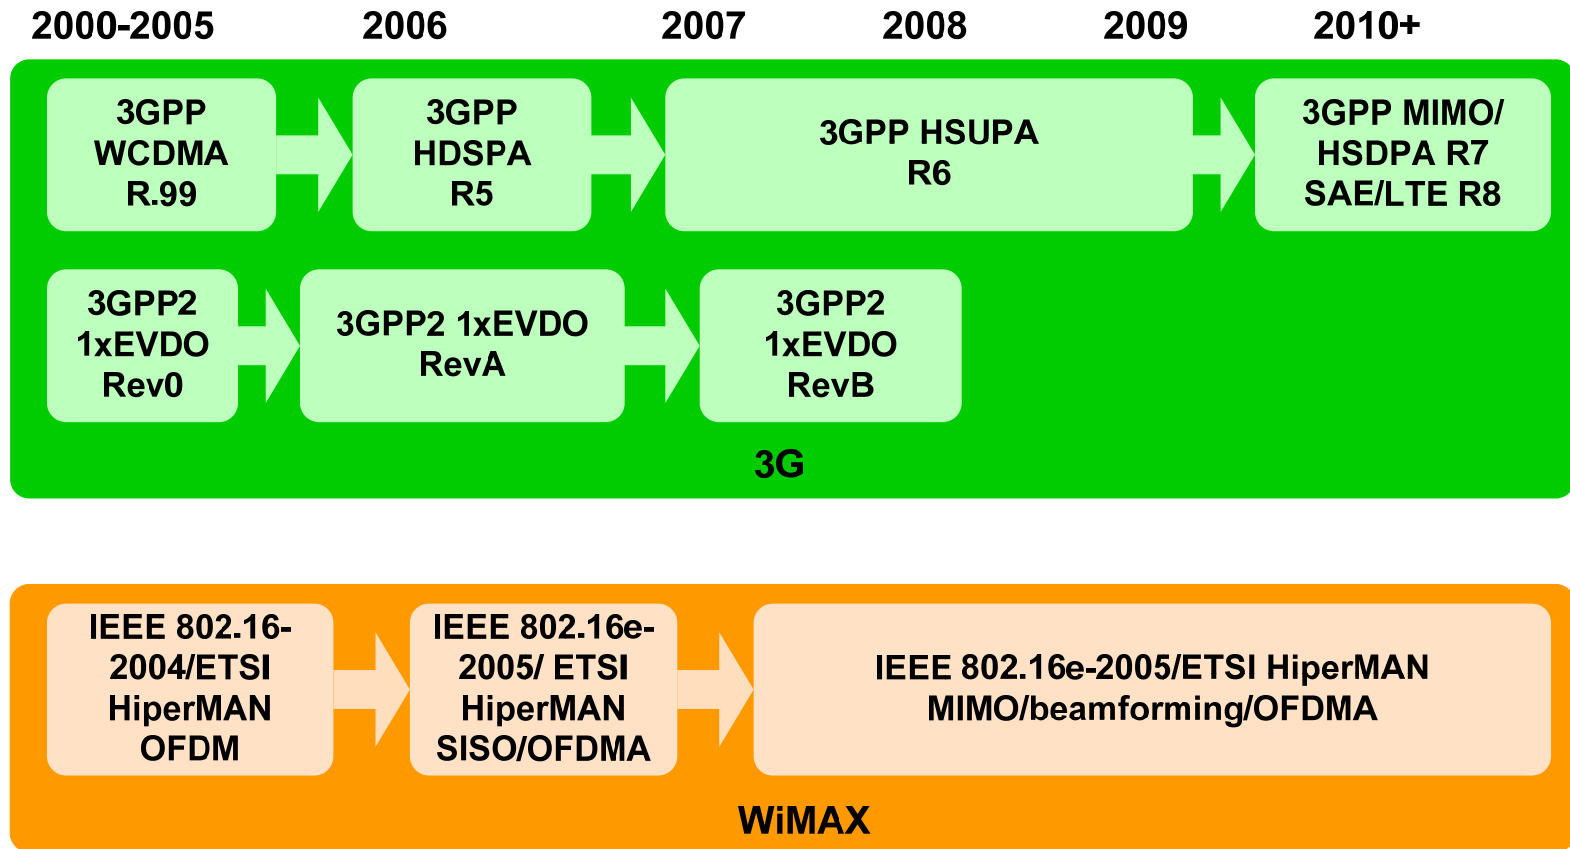 2000-2005 2006 2007 2008 2009 2010+
3GPP
WCDMA
R.99
3GPP
HDSPA
R5
3GPP HSUPA
R6
3GPP MIMO/
HSDPA R7
SAE/LTE R8
3GPP2
1xEVDO
Rev0
3GPP2 1xEVDO
RevA
3GPP2
1xEVDO
RevB
3G
IEEE 802.16-
2004/ETSI
HiperMAN
OFDM
IEEE 802.16e-
2005/ ETSI
HiperMAN
SISO/OFDMA
IEEE 802.16e-2005/ETSI HiperMAN
MIMO/beamforming/OFDMA
WiMAX